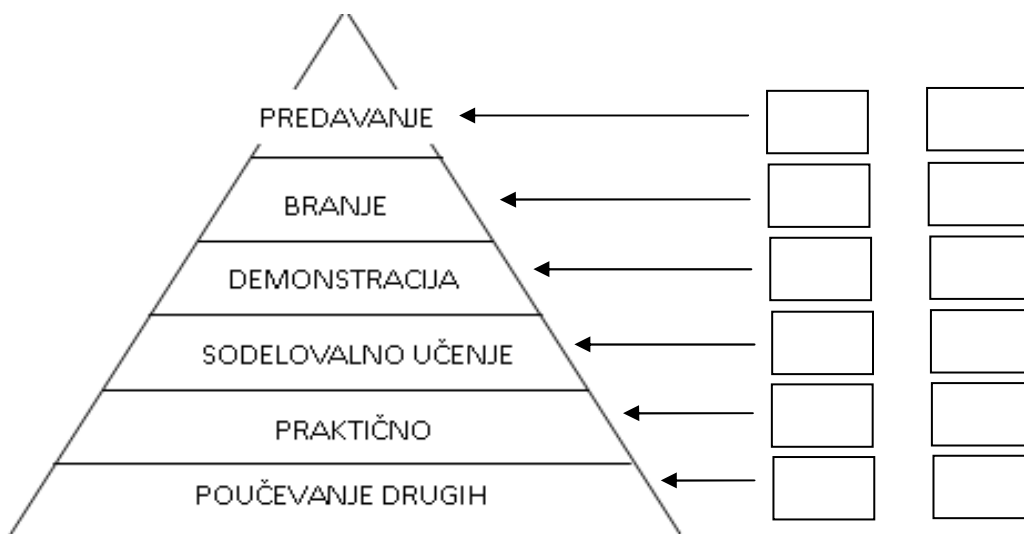 PREDAVANJE
BRANJE
DEMONSTRACIJA
SODELOVALNO UČENJE
PRAKTIČNO
POUČEVANJE DRUGIH